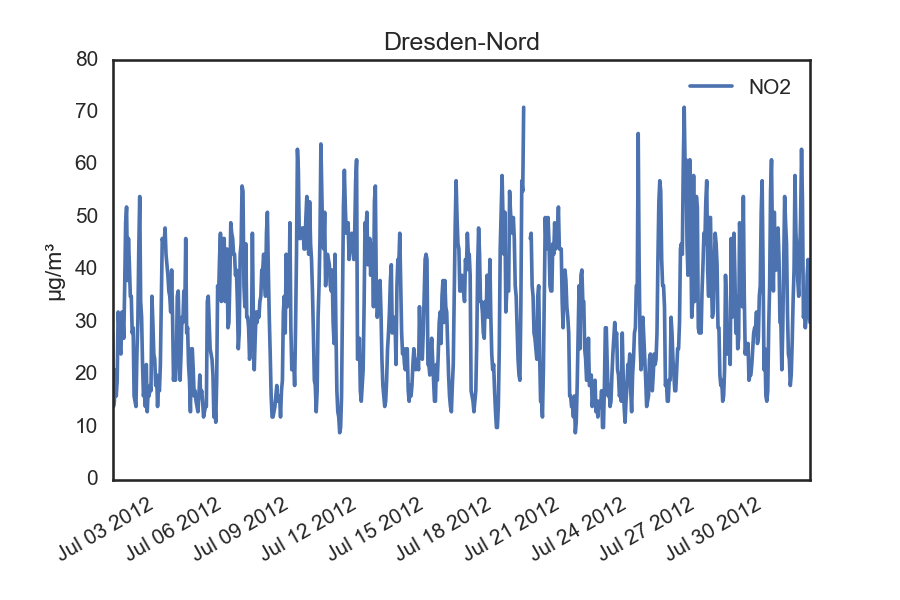 Dresden-Nord
NO2
µg/m³
80
70
60
50
40
30
20
10
0
Jul 03 2012
Jul 06 2012
Jul 09 2012
Jul 12 2012
Jul 15 2012
Jul 18 2012
Jul 21 2012
Jul 24 2012
Jul 27 2012
Jul 30 2012